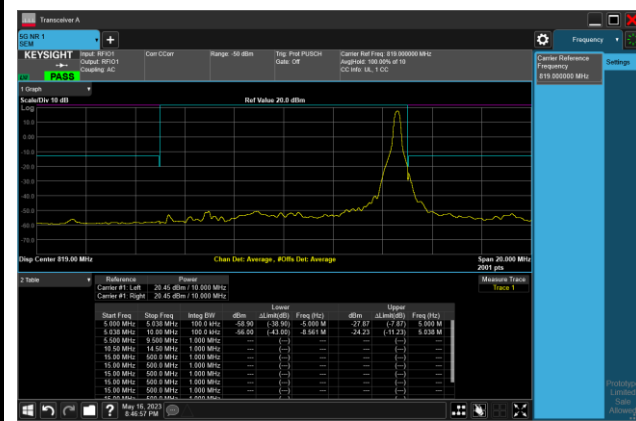 Transceiver A
5G NR 1
SEM
Frequency
KEYSIGHT
Input: RFIO1
Output: RFIO1
Coupling: AC
Corr CCorr
Range: -50 dBm
Trig: Prdl PUSCH
Gate: Off
Carrier Ref Freq: 819.000000 MHz
Avg|Hold: 100.00% of 10
CC Info: UL, 1 CC
PASS
Carrier Reference
Frequency
819.000000 MHz
Settings
1 Graph
Scale/Div 10 dB
Ref Value 20.0 dBm
Log
10.0
0.00
-10.0
-20.0
-30.0
-40.0
-50.0
-60.0
-70.0
Disp Center 819.00 MHz
Chan Det: Average , #Offs Det: Average
Span 20.000 MHz
2001 pts
2 Table
Reference Power
Carrier #1: Left 20.45 dBm / 10.000 MHz
Carrier #1: Right 20.45 dBm / 10.000 MHz
Measure Trace
Trace 1
Lower Upper
Start Freq Stop Freq Integ BW dBm ΔLimit(dB) Freq (Hz) dBm ΔLimit(dB) Freq (Hz)
5.000 MHz 5.038 MHz 100.0 kHz -58.90 (-38.90) -5.000 M -27.87 (-7.87) 5.000 M
5.038 MHz 10.00 MHz 100.0 kHz -56.00 (-43.00) -8.561 M -24.23 (-11.23) 5.038 M
5.500 MHz 9.500 MHz 1.000 MHz --- (---) --- --- (---) ---
10.50 MHz 14.50 MHz 1.000 MHz --- (---) --- --- (---) ---
15.00 MHz 500.0 MHz 1.000 MHz --- (---) --- --- (---) ---
15.00 MHz 500.0 MHz 1.000 MHz --- (---) --- --- (---) ---
15.00 MHz 500.0 MHz 1.000 MHz --- (---) --- --- (---) ---
15.00 MHz 500.0 MHz 1.000 MHz --- (---) --- --- (---) ---
15.00 MHz 500.0 MHz 1.000 MHz --- (---) --- --- (---) ---
May 16, 2023
8:46:57 PM
Prototype
Limited
Sale
Allowed